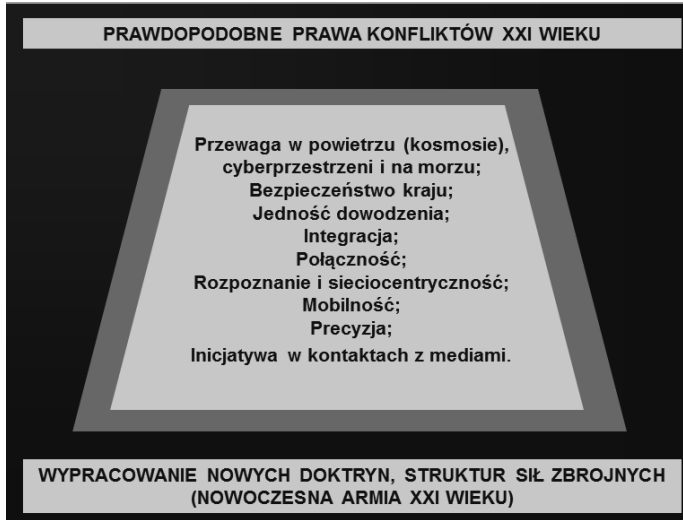 PRAWDOPODOBNE PRAWA KONFLIKTÓW XXI WIEKU
Przewaga w powietrzu (kosmosie),
cyberprzestrzeni i na morzu;
Bezpieczeństwo kraju;
Jedność dowodzenia;
Integracja;
Połączność;
Rozpoznanie i sieciocentryczność;
Mobilność;
Precyzja;
Inicjatywa w kontaktach z mediami.
WYPRACOWANIE NOWYCH DOKTRYN, STRUKTUR SIŁ ZBROJNYCH
(NOWOCZESNA ARMIA XXI WIEKU)